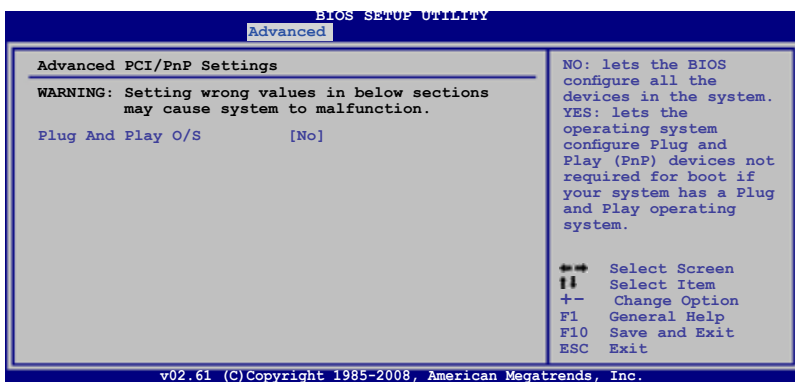 BIOS SETUP UTILITY
Advanced
Advanced PCI/PnP Settings
WARNING: Setting wrong values in below sections
may cause system to malfunction.
Plug And Play O/S [No]
NO: lets the BIOS
configure all the
devices in the system.
YES: lets the
operating system
configure Plug and
Play (PnP) devices not
required for boot if
your system has a Plug
and Play operating
system.
←→ Select Screen
↑↓ Select Item
+- Change Option
F1 General Help
F10 Save and Exit
ESC Exit
v02.61 (C)Copyright 1985-2008, American Megatrends, Inc.